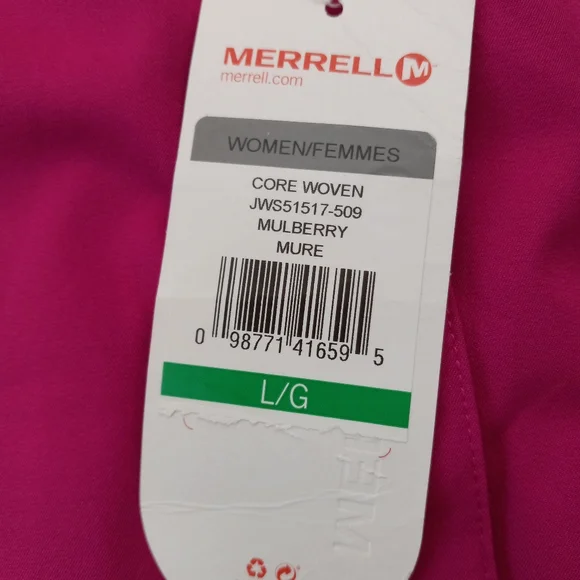 MERRELL M
merrell.com
WOMEN/FEMMES
CORE WOVEN
JWS51517-509
MULBERRY
MURE
0 98771 41659 5
L/G